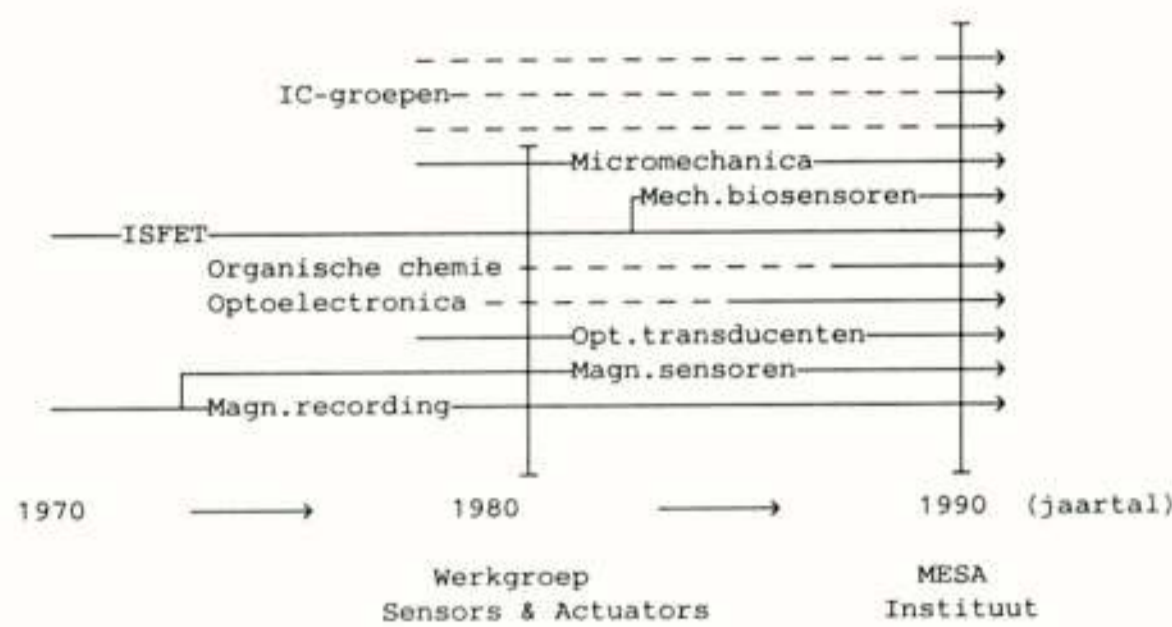 IC-groepen
Micromechanica
Mech.biosensoren
ISFET
Organische chemie
Optoelectronica
Opt.transducenten
Magn.sensoren
Magn.recording
1970 1980 1990 (jaartal)
Werkgroep MESA
Sensors & Actuators Instituut